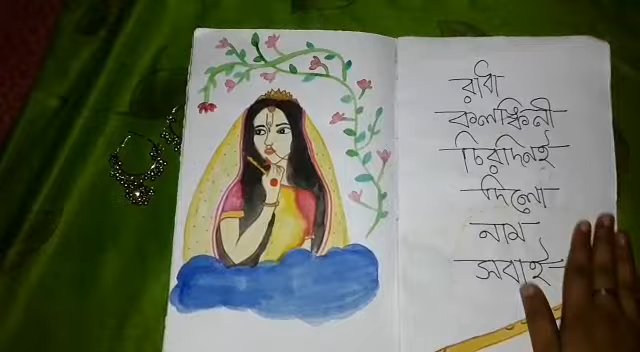 রাধা
কলঙ্কিনী
চিরদিনই
দিলো
নাম
সবাই